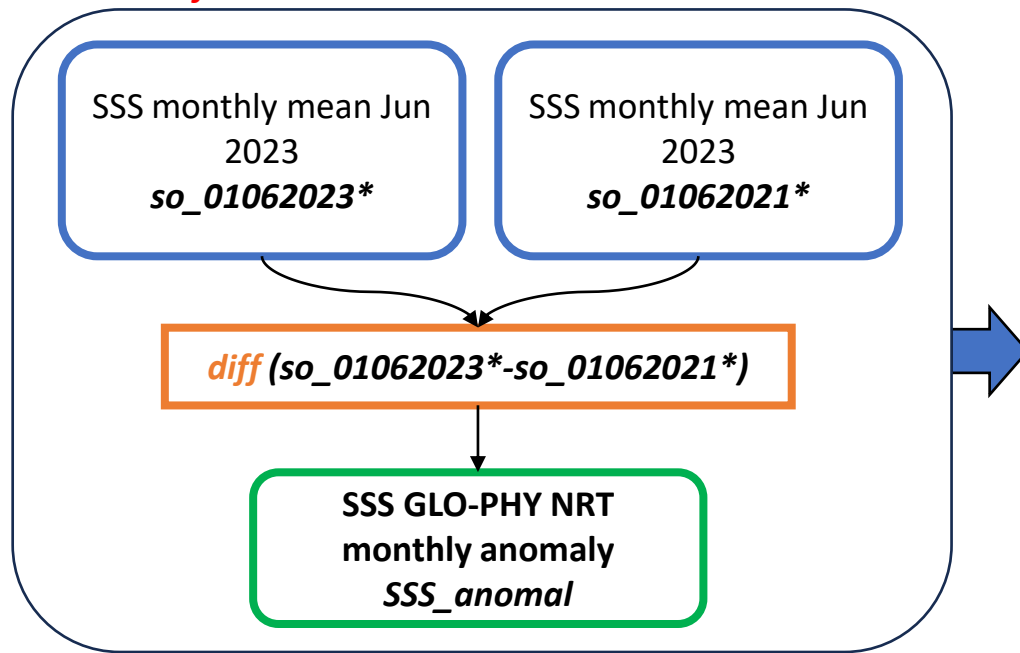 SSS monthly mean Jun
2023
so_01062023*
SSS monthly mean Jun
2023
so_01062021*
diff (so_01062023*-so_01062021*)
SSS GLO-PHY NRT
monthly anomaly
SSS_anomal